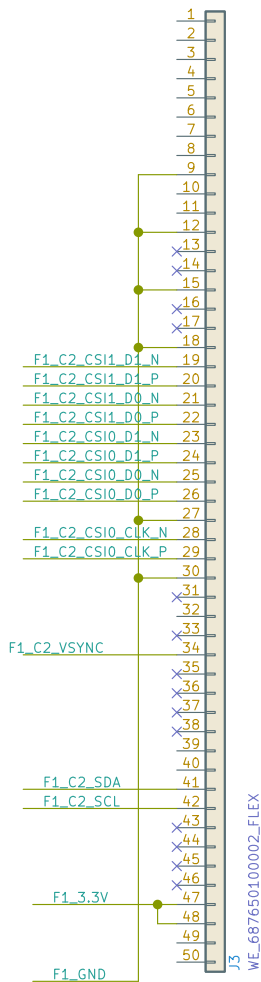 1
2
3
4
5
6
7
8
9
10
11
12
13
14
15
16
17
18
F1_C2_CSI1_D1_N 19
F1_C2_CSI1_D1_P 20
F1_C2_CSI1_D0_N 21
F1_C2_CSI1_D0_P 22
F1_C2_CSI0_D1_N 23
F1_C2_CSI0_D1_P 24
F1_C2_CSI0_D0_N 25
F1_C2_CSI0_D0_P 26
27
F1_C2_CSI0_CLK_N 28
F1_C2_CSI0_CLK_P 29
30
31
32
33
F1_C2_VSYNC 34
35
36
37
38
39
40
F1_C2_SDA 41
F1_C2_SCL 42
43
44
45
46
F1_3.3V 47
48
49
50
F1_GND
J3
WE_687650100002_FLEX